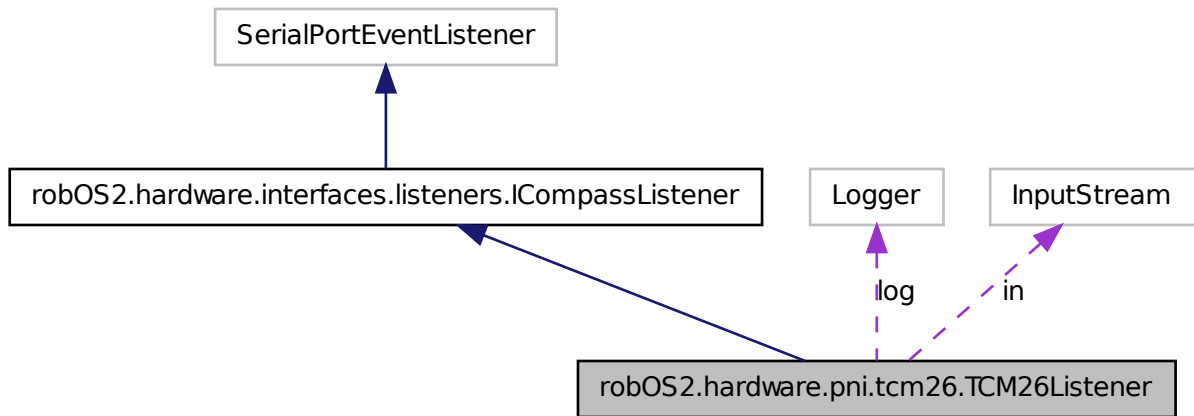 SerialPortEventListener
robOS2.hardware.interfaces.listeners.ICompassListener
Logger
InputStream
log
in
robOS2.hardware.pni.tcm26.TCM26Listener